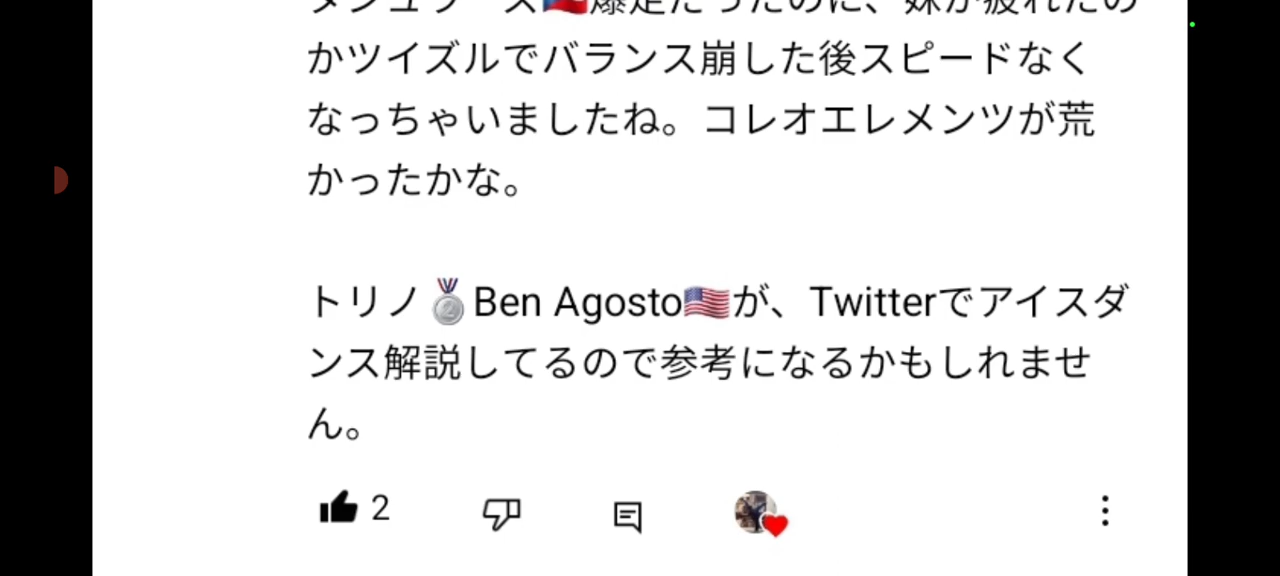 かツイズルでバランス崩した後スピードなく
なっちゃいましたね。コレオエレメンツが荒
かったかな。
トリノ🥈Ben Agosto🇺🇸が、Twitterでアイスダ
ンス解説してるので参考になるかもしれませ
ん。
2